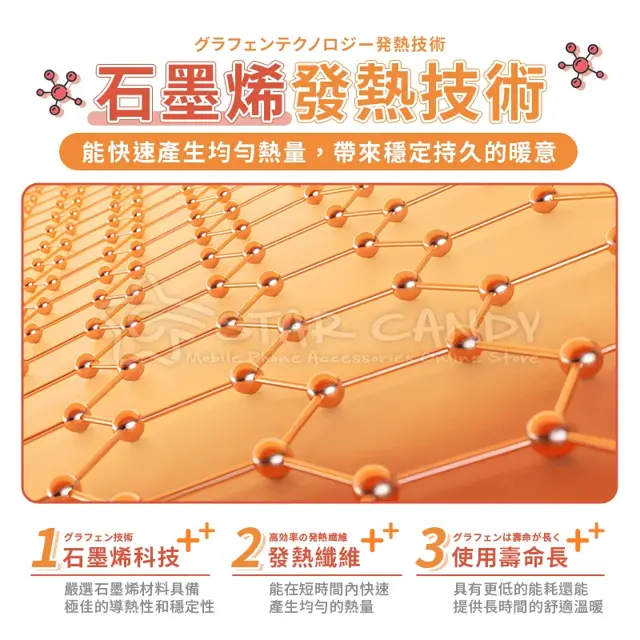 グラフェンテクノロジー発熱技術
石墨烯發熱技術
能快速產生均勻熱量，帶來穩定持久的暖意
STAR CANDY
Mobile Phone Accessories Online Store
1 グラフェン技術
石墨烯科技
嚴選石墨烯材料具備
極佳的導熱性和穩定性
2 高効率の発熱繊維
發熱纖維
能在短時間內快速
產生均勻的熱量
3 グラフェンは壽命が長く
使用壽命長
具有更低的能耗還能
提供長時間的舒適溫暖